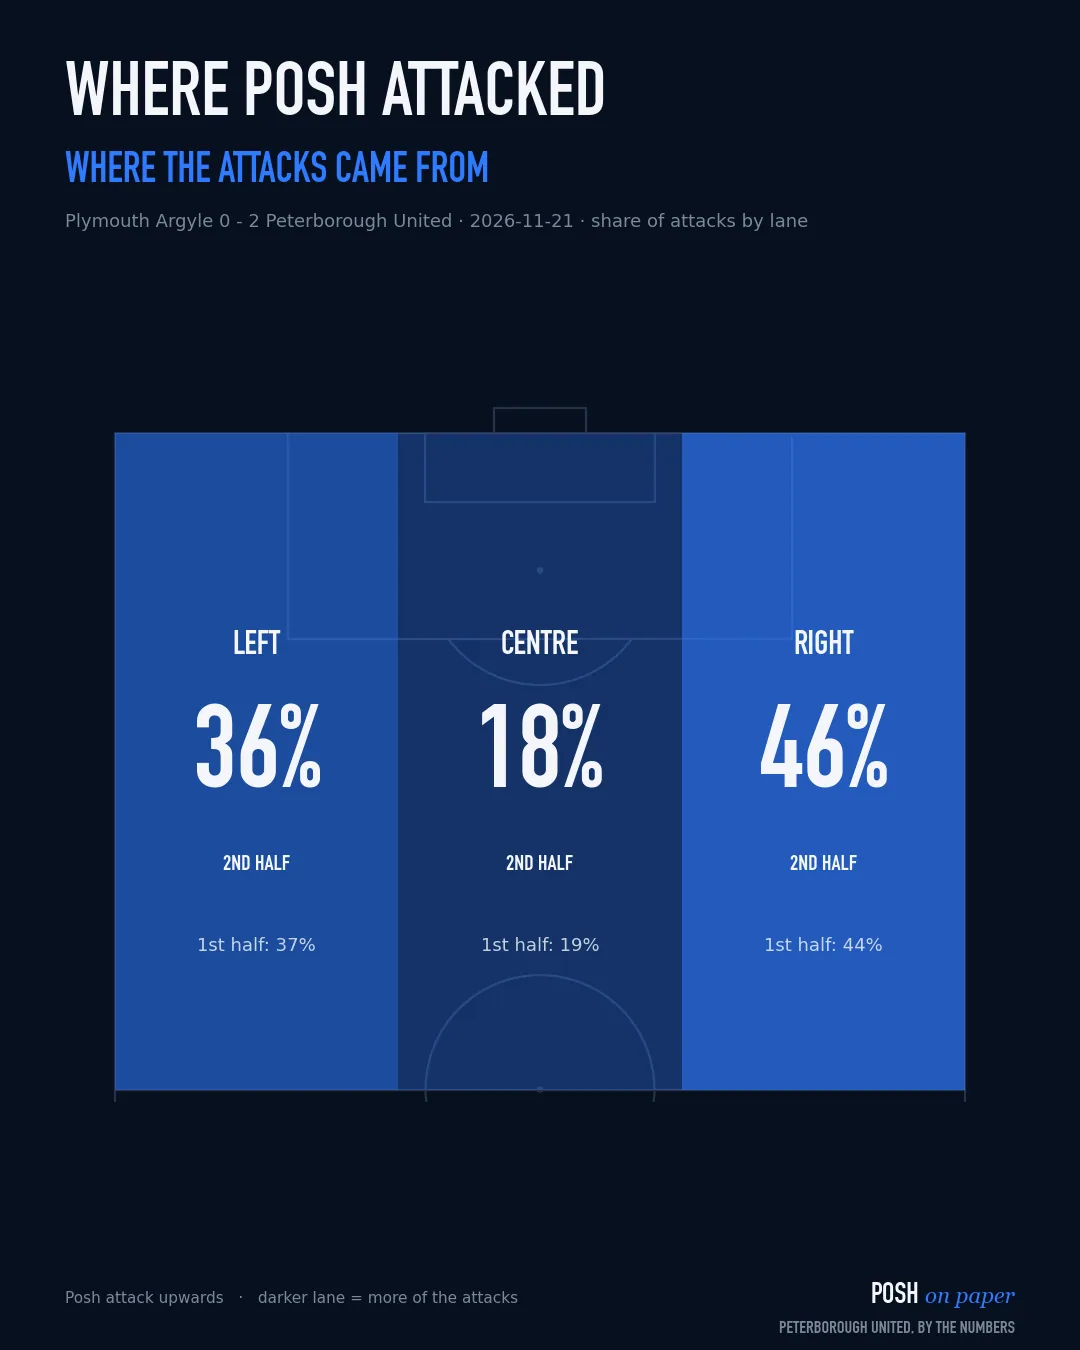 WHERE POSH ATTACKED
WHERE THE ATTACKS CAME FROM
Plymouth Argyle 0 - 2 Peterborough United · 2026-11-21 · share of attacks by lane
LEFT
36%
2ND HALF
1st half: 37%
CENTRE
18%
2ND HALF
1st half: 19%
RIGHT
46%
2ND HALF
1st half: 44%
Posh attack upwards · darker lane = more of the attacks
POSH on paper
PETERBOROUGH UNITED, BY THE NUMBERS